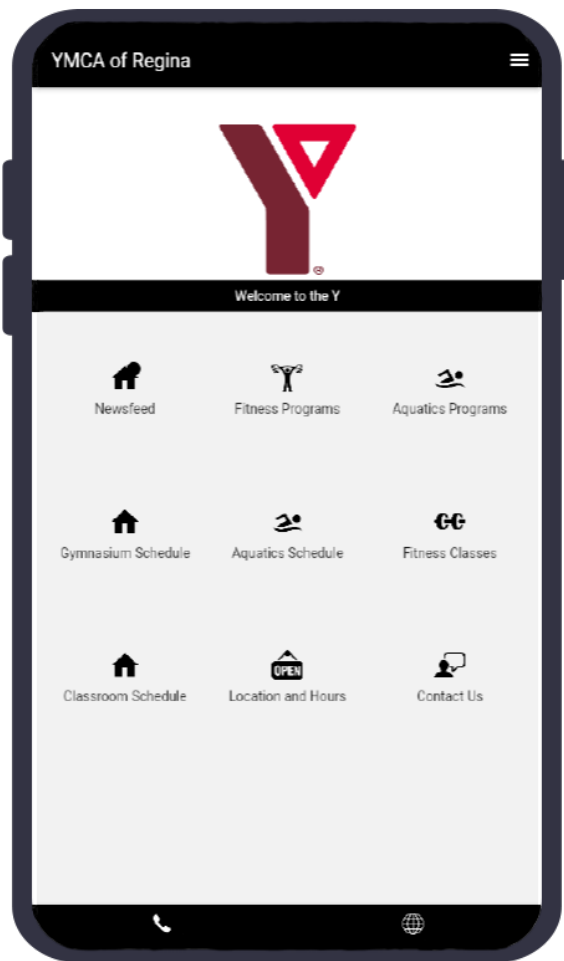 YMCA of Regina
Y
®
Welcome to the Y
Newsfeed
Fitness Programs
Aquatics Programs
Gymnasium Schedule
Aquatics Schedule
Fitness Classes
OPEN
Classroom Schedule
Location and Hours
Contact Us